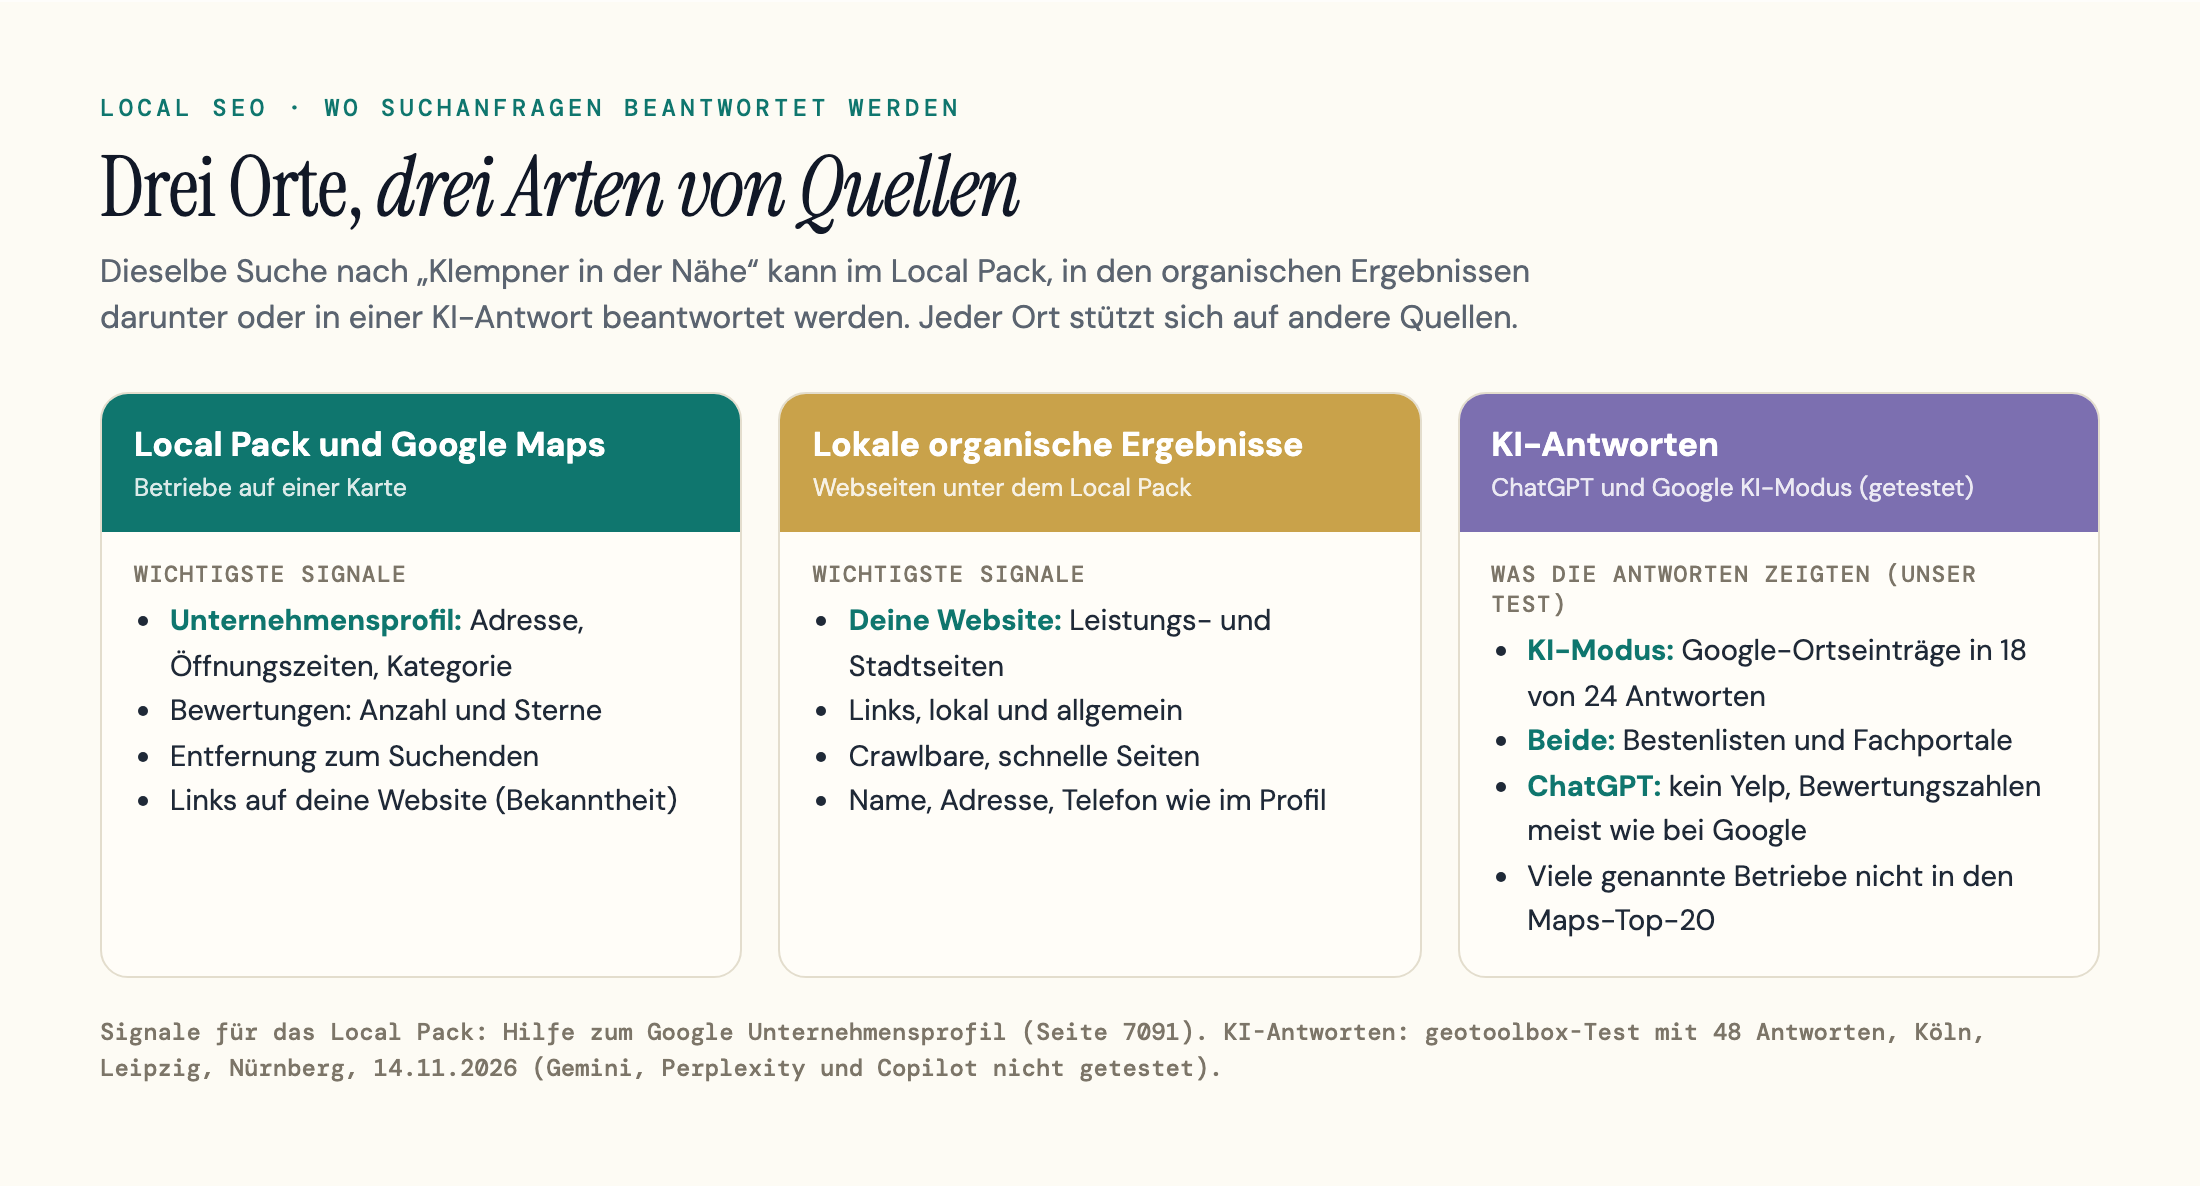 LOCAL SEO · WO SUCHANFRAGEN BEANTWORTET WERDEN
Drei Orte, drei Arten von Quellen
Dieselbe Suche nach „Klempner in der Nähe“ kann im Local Pack, in den organischen Ergebnissen
darunter oder in einer KI-Antwort beantwortet werden. Jeder Ort stützt sich auf andere Quellen.
Local Pack und Google Maps
Betriebe auf einer Karte
WICHTIGSTE SIGNALE
• Unternehmensprofil: Adresse,
Öffnungszeiten, Kategorie
• Bewertungen: Anzahl und Sterne
• Entfernung zum Suchenden
• Links auf deine Website (Bekanntheit)
Lokale organische Ergebnisse
Webseiten unter dem Local Pack
WICHTIGSTE SIGNALE
• Deine Website: Leistungs- und
Stadtseiten
• Links, lokal und allgemein
• Crawlbare, schnelle Seiten
• Name, Adresse, Telefon wie im Profil
KI-Antworten
ChatGPT und Google KI-Modus (getestet)
WAS DIE ANTWORTEN ZEIGTEN (UNSER
TEST)
• KI-Modus: Google-Ortseinträge in 18
von 24 Antworten
• Beide: Bestenlisten und Fachportale
• ChatGPT: kein Yelp, Bewertungszahlen
meist wie bei Google
• Viele genannte Betriebe nicht in den
Maps-Top-20
Signale für das Local Pack: Hilfe zum Google Unternehmensprofil (Seite 7091). KI-Antworten: geotoolbox-Test mit 48 Antworten, Köln,
Leipzig, Nürnberg, 14.11.2026 (Gemini, Perplexity und Copilot nicht getestet).